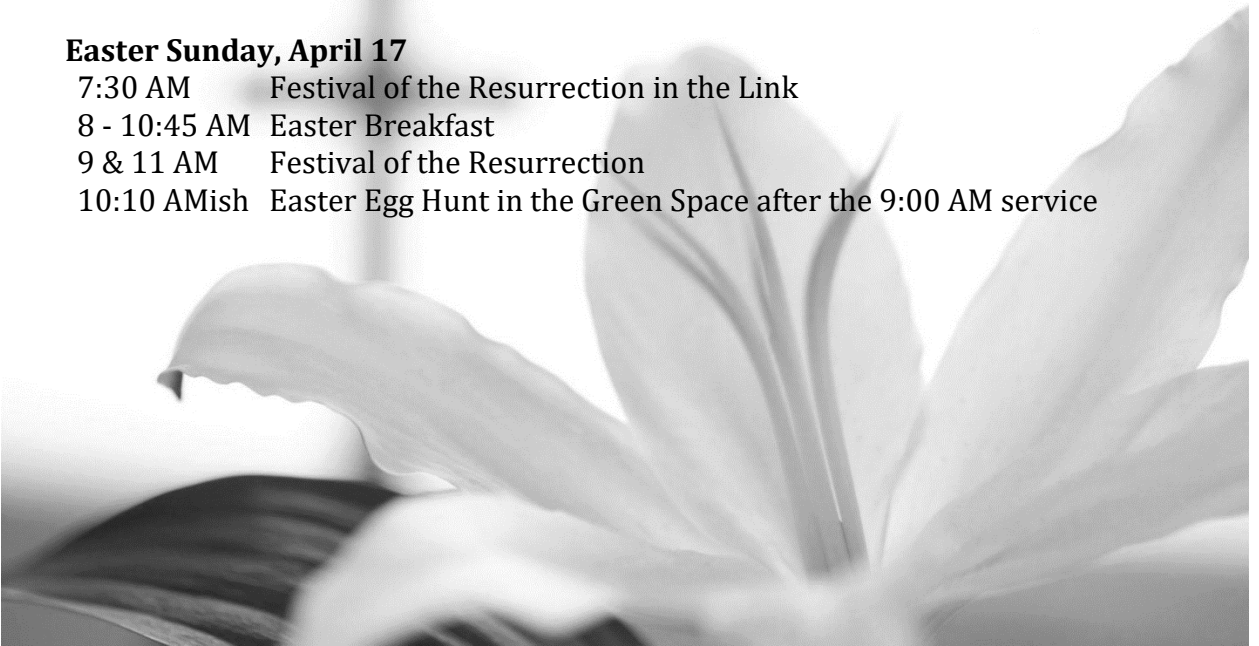 Easter Sunday, April 17
7:30 AM Festival of the Resurrection in the Link
8 - 10:45 AM Easter Breakfast
9 & 11 AM Festival of the Resurrection
10:10 AMish Easter Egg Hunt in the Green Space after the 9:00 AM service